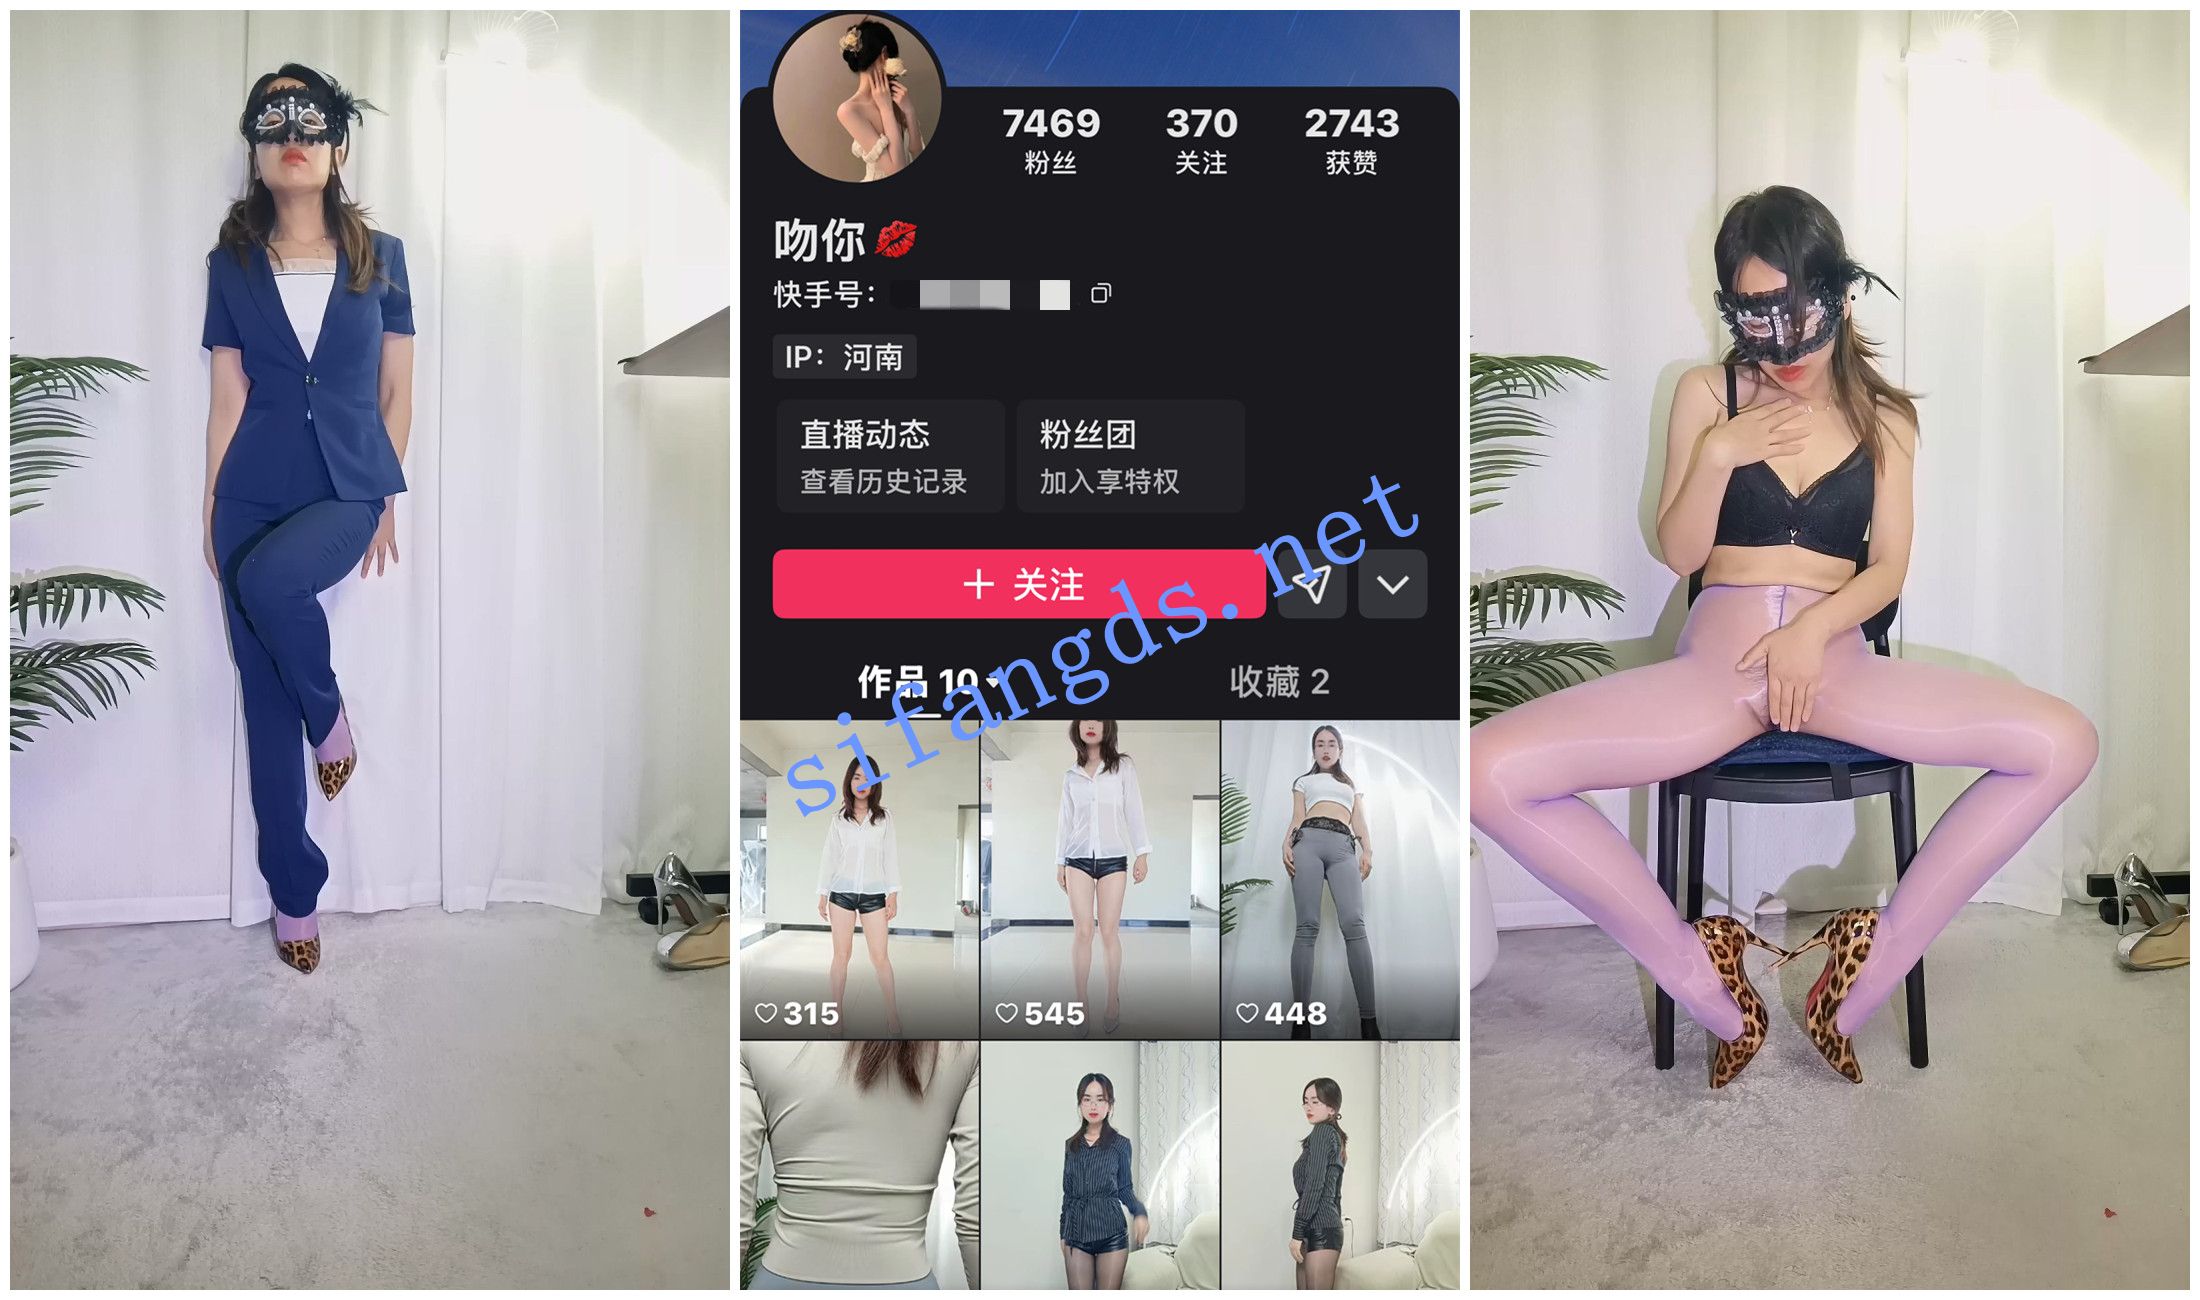 7469
370
2743
粉丝
关注
获赞
吻你
快手号：
IP： 河南
直播动态
粉丝团
查看历史记录
加入享特权
+ 关注
作品 10
收藏 2
sifangds.net
315
545
448